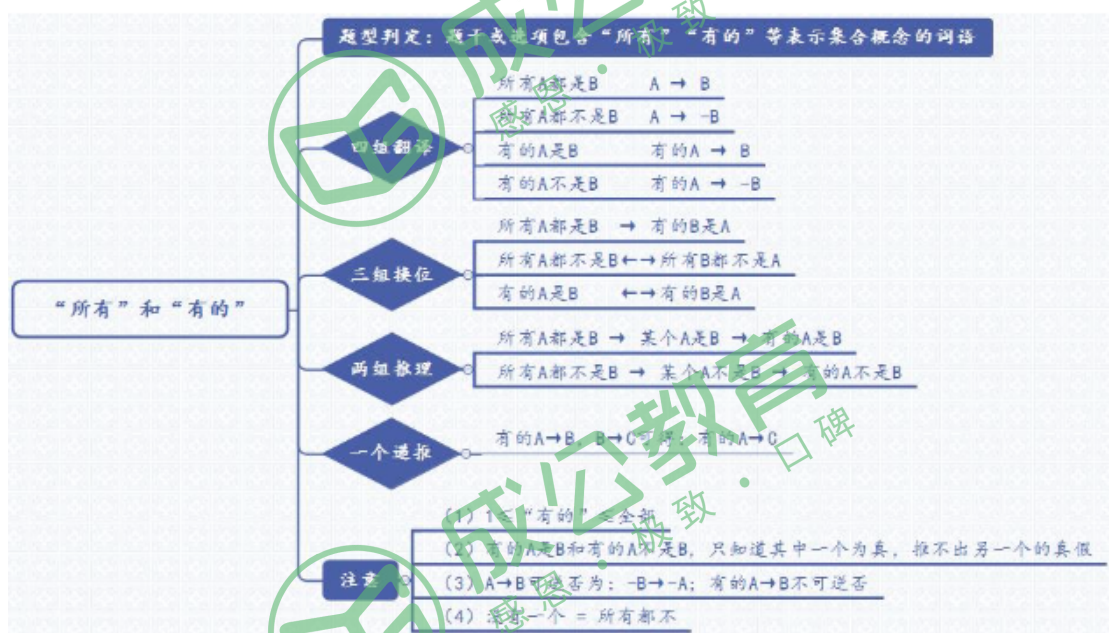 题型判定：题干或选项包含“所有”“有的”等表示集合概念的词语
所有A都是B A → B
所有A都不是B A → -B
四组翻译
有的A是B 有的A → B
有的A不是B 有的A → -B
所有A都是B → 有的B是A
三组换位
所有A都不是B←→所有B都不是A
有的A是B ←→有的B是A
“所有”和“有的”
所有A都是B → 某个A是B → 有的A是B
两组推理
所有A都不是B → 某个A不是B → 有的A不是B
一个递推
有的A→B，B→C可得：有的A→C
(1) 1≤“有的”≤全部
(2) 有的A是B和有的A不是B，只知道其中一个为真，推不出另一个的真假
注意
(3) A→B可逆否为：-B→-A；有的A→B不可逆否
(4) 没有一个 = 所有都不
成公教育
感恩·极致·口碑